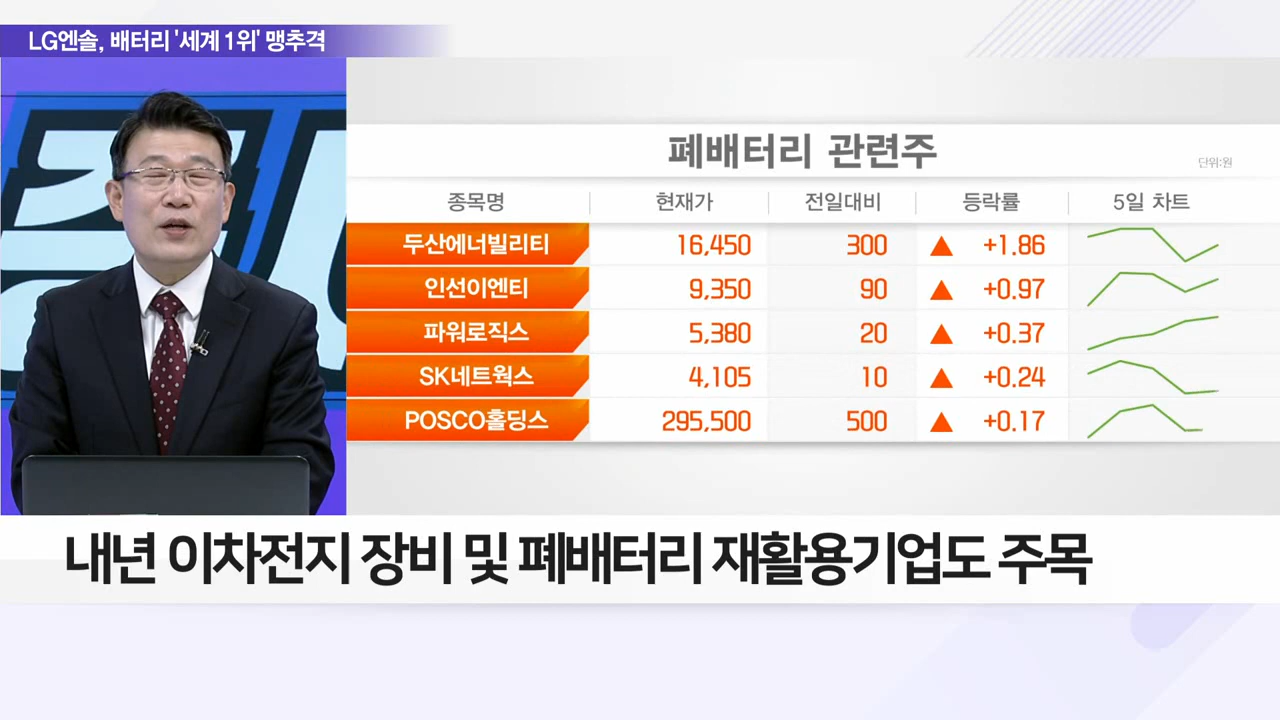 LG엔솔, 배터리 '세계 1위' 맹추격
폐배터리 관련주
단위:원
종목명 현재가 전일대비 등락률 5일 차트
두산에너빌리티 16,450 300 ▲ +1.86
인선이엔티 9,350 90 ▲ +0.97
파워로직스 5,380 20 ▲ +0.37
SK네트웍스 4,105 10 ▲ +0.24
POSCO홀딩스 295,500 500 ▲ +0.17
내년 이차전지 장비 및 폐배터리 재활용기업도 주목